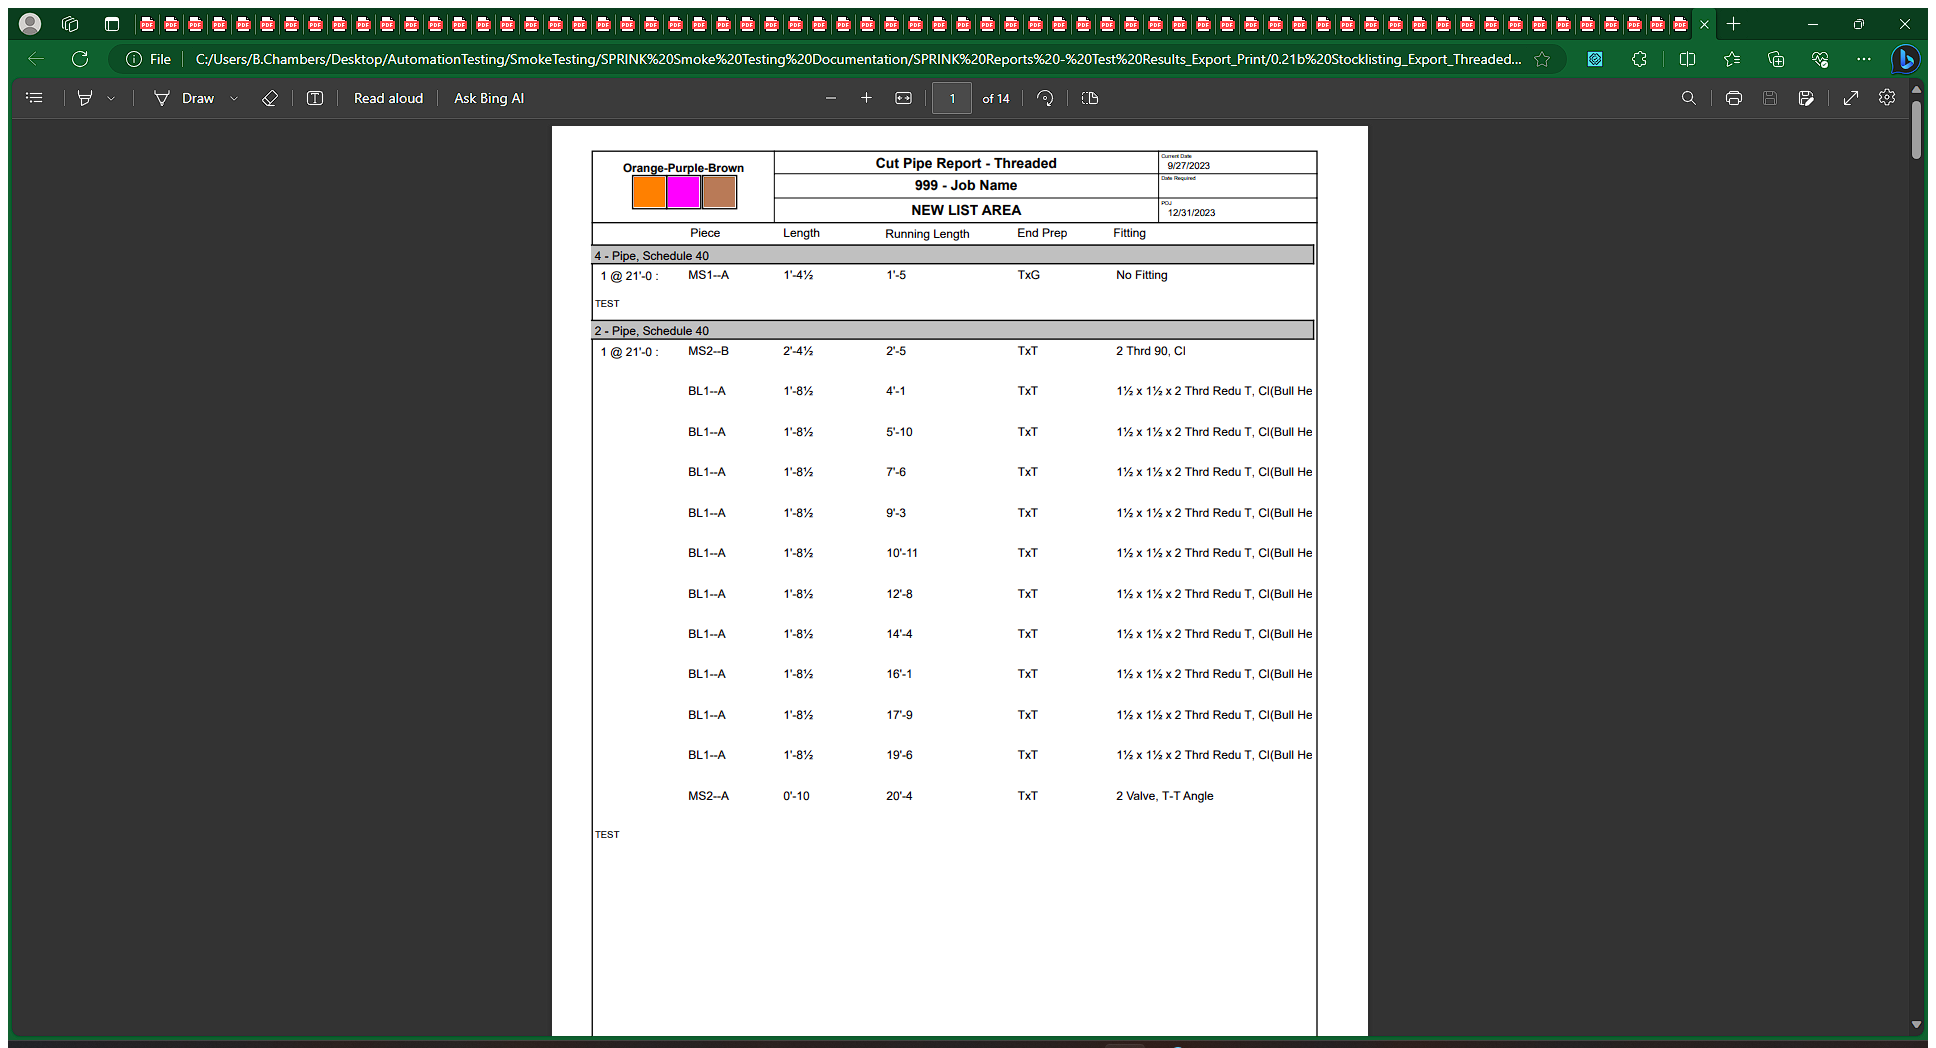 File
C:/Users/B.Chambers/Desktop/AutomationTesting/SmokeTesting/SPRINK%20Smoke%20Testing%20Documentation/SPRINK%20Reports%20-%20Test%20Results_Export_Print/0.21b%20Stocklisting_Export_Threaded...
Draw Read aloud Ask Bing AI 1 of 14
Orange-Purple-Brown
Cut Pipe Report - Threaded
Current Date
9/27/2023
999 - Job Name
Date Required
NEW LIST AREA
POJ
12/31/2023
Piece Length Running Length End Prep Fitting
4 - Pipe, Schedule 40
1 @ 21'-0 : MS1--A 1'-4½ 1'-5 TxG No Fitting
TEST
2 - Pipe, Schedule 40
1 @ 21'-0 : MS2--B 2'-4½ 2'-5 TxT 2 Thrd 90, CI
BL1--A 1'-8½ 4'-1 TxT 1½ x 1½ x 2 Thrd Redu T, CI(Bull He
BL1--A 1'-8½ 5'-10 TxT 1½ x 1½ x 2 Thrd Redu T, CI(Bull He
BL1--A 1'-8½ 7'-6 TxT 1½ x 1½ x 2 Thrd Redu T, CI(Bull He
BL1--A 1'-8½ 9'-3 TxT 1½ x 1½ x 2 Thrd Redu T, CI(Bull He
BL1--A 1'-8½ 10'-11 TxT 1½ x 1½ x 2 Thrd Redu T, CI(Bull He
BL1--A 1'-8½ 12'-8 TxT 1½ x 1½ x 2 Thrd Redu T, CI(Bull He
BL1--A 1'-8½ 14'-4 TxT 1½ x 1½ x 2 Thrd Redu T, CI(Bull He
BL1--A 1'-8½ 16'-1 TxT 1½ x 1½ x 2 Thrd Redu T, CI(Bull He
BL1--A 1'-8½ 17'-9 TxT 1½ x 1½ x 2 Thrd Redu T, CI(Bull He
BL1--A 1'-8½ 19'-6 TxT 1½ x 1½ x 2 Thrd Redu T, CI(Bull He
MS2--A 0'-10 20'-4 TxT 2 Valve, T-T Angle
TEST